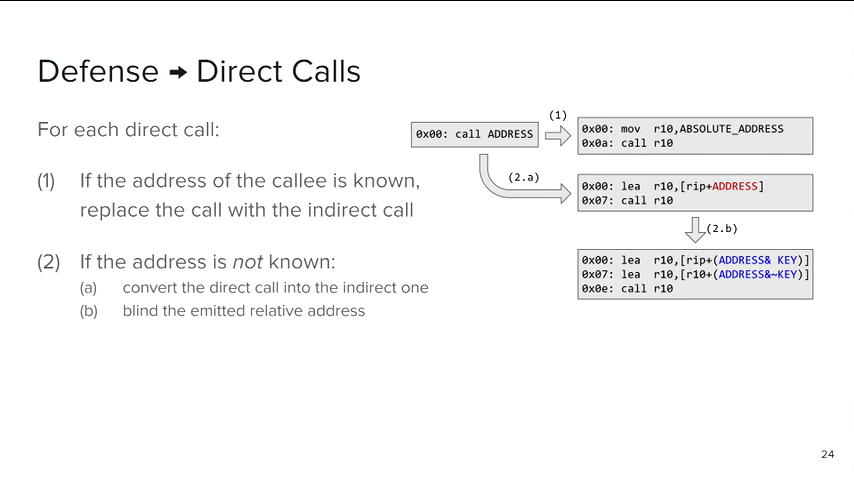 Defense → Direct Calls
For each direct call:
(1) If the address of the callee is known,
replace the call with the indirect call
(2) If the address is not known:
(a) convert the direct call into the indirect one
(b) blind the emitted relative address
0x00: call ADDRESS
(1)
0x00: mov r10,ABSOLUTE_ADDRESS
0x0a: call r10
(2.a)
0x00: lea r10,[rip+ADDRESS]
0x07: call r10
(2.b)
0x00: lea r10,[rip+(ADDRESS& KEY)]
0x07: lea r10,[r10+(ADDRESS&~KEY)]
0x0e: call r10
24